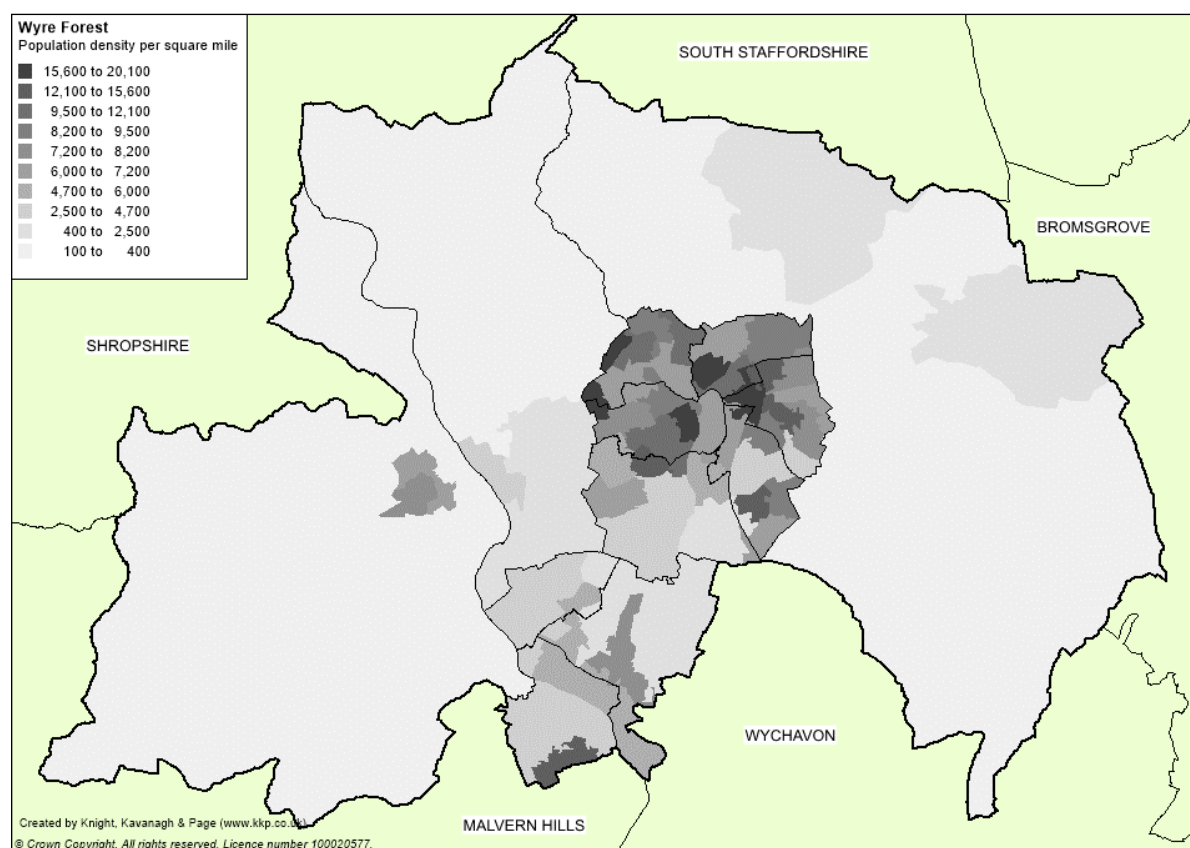 Wyre Forest
Population density per square mile
15,600 to 20,100
12,100 to 15,600
9,500 to 12,100
8,200 to 9,500
7,200 to 8,200
6,000 to 7,200
4,700 to 6,000
2,500 to 4,700
400 to 2,500
100 to 400
SOUTH STAFFORDSHIRE
BROMSGROVE
SHROPSHIRE
WYCHAVON
MALVERN HILLS
Created by Knight, Kavanagh & Page (www.kkp.co.uk)
© Crown Copyright. All rights reserved. Licence number 100020577.